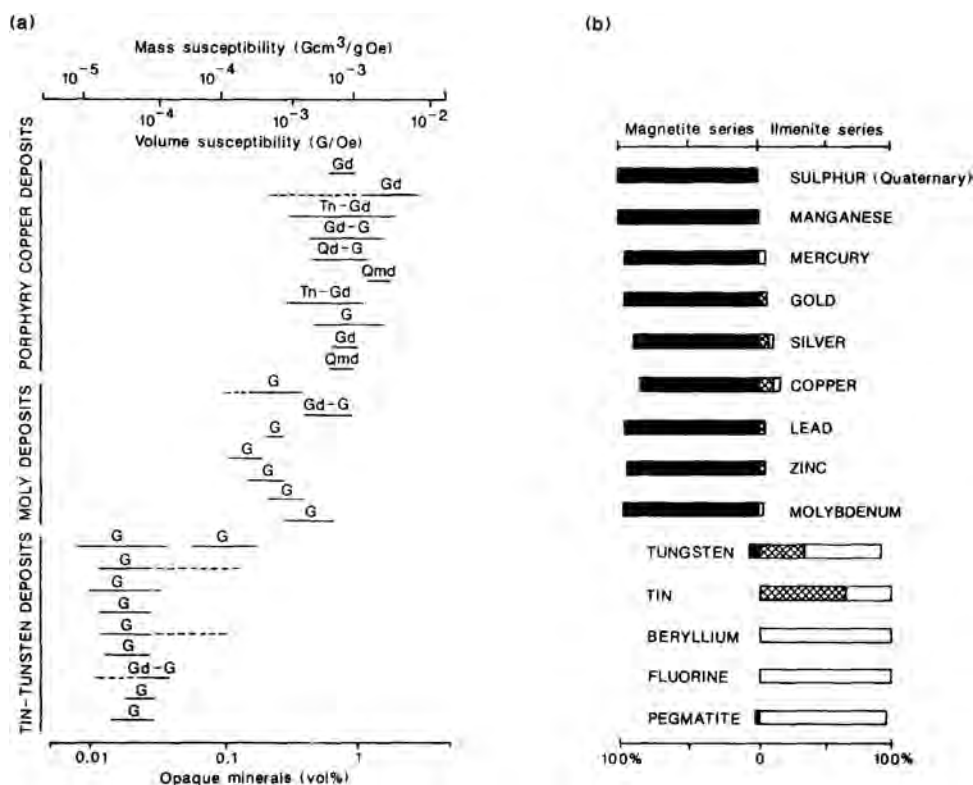 (a)
Mass susceptibility (Gcm³/gOe)
10⁻⁵ 10⁻⁴ 10⁻³
10⁻⁴ 10⁻³ 10⁻²
Volume susceptibility (G/Oe)
PORPHYRY COPPER DEPOSITS
Gd
Gd
Tn-Gd
Gd-G
Qd-G
Qmd
Tn-Gd
G
Gd
Qmd
MOLY DEPOSITS
G
Gd-G
G
G
G
G
G
TIN-TUNSTEN DEPOSITS
G G
G
G
G
G
G
Gd-G
G
G
0.01 0.1 1
Opaque minerals (vol%)
(b)
Magnetite series Ilmenite series
SULPHUR (Quaternary)
MANGANESE
MERCURY
GOLD
SILVER
COPPER
LEAD
ZINC
MOLYBDENUM
TUNGSTEN
TIN
BERYLLIUM
FLUORINE
PEGMATITE
100% 0 100%